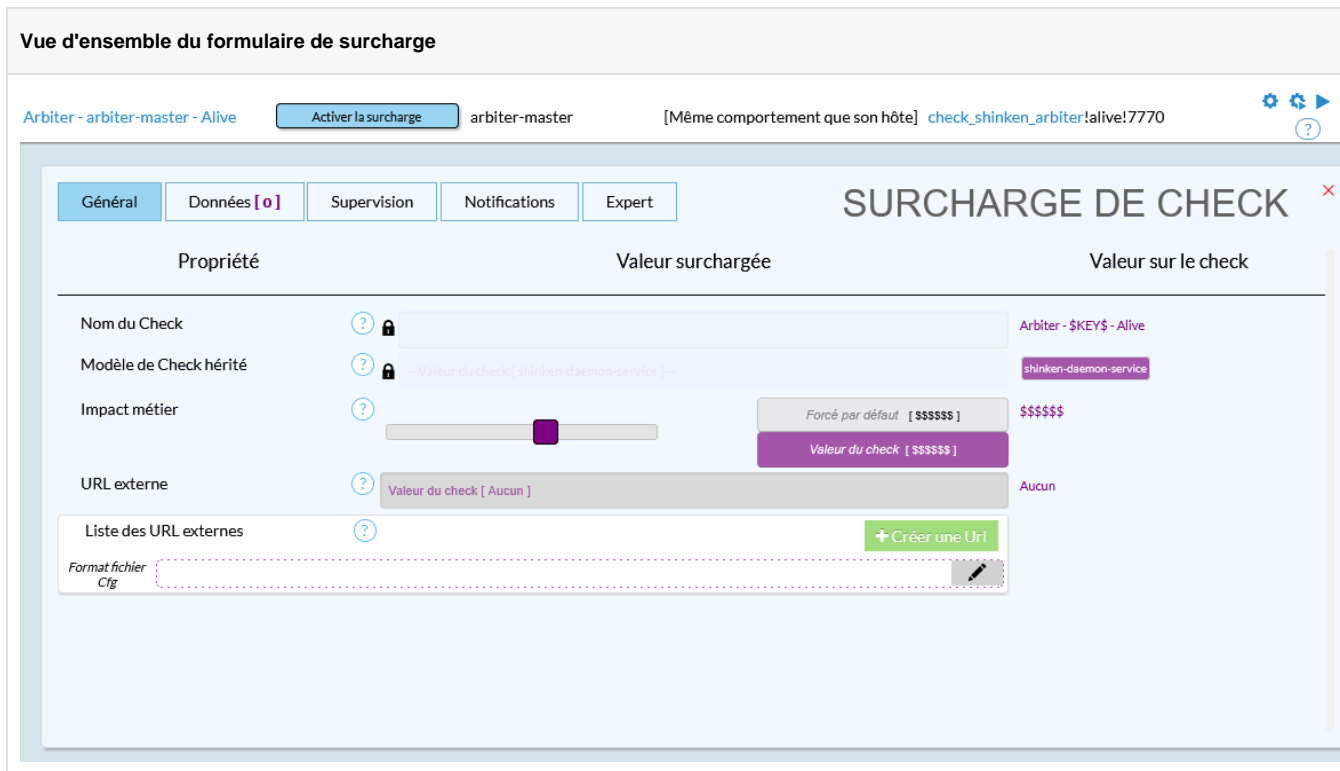 Vue d'ensemble du formulaire de surcharge
Arbiter - arbiter-master - Alive Activer la surcharge arbiter-master [Même comportement que son hôte] check_shinken_arbiter!alive!7770
?
Général Données [ 0 ] Supervision Notifications Expert SURCHARGE DE CHECK
Propriété Valeur surchargée Valeur sur le check
Nom du Check ? Arbiter - $KEY$ - Alive
Modèle de Check hérité ? -- Valeur du check [ shinken-daemon-service ] -- shinken-daemon-service
Impact métier ? Forcé par défaut [ $$$$$$ ] $$$$$$
Valeur du check [ $$$$$$ ]
URL externe ? Valeur du check [ Aucun ] Aucun
Liste des URL externes ? +Créer une Url
Format fichier
Cfg